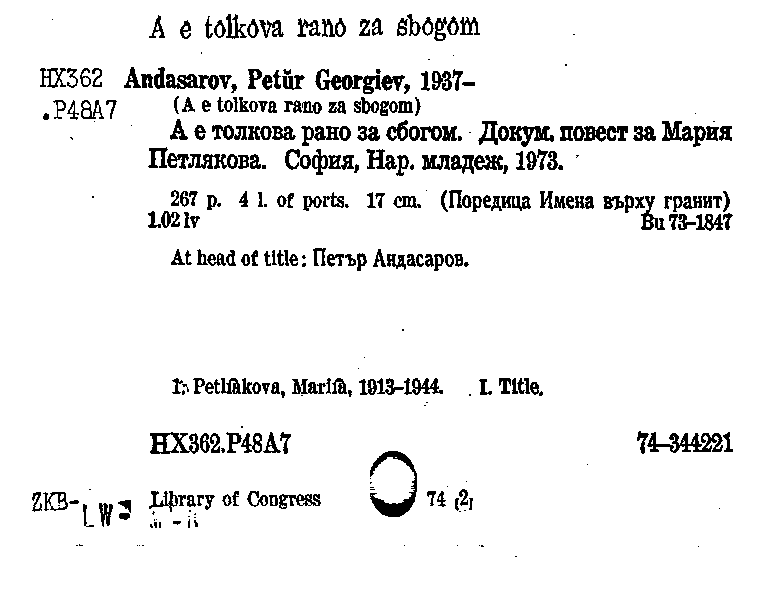 A e tolkova rano za sbogom
HX362 Andasarov, Petŭr Georgiev, 1937–
.P48A7 (A e tolkova rano za sbogom)
А е толкова рано за сбогом. Докум. повест за Мария
Петлякова. София, Нар. младеж, 1973.
267 p. 4 l. of ports. 17 cm. (Поредица Имена върху гранит)
1.02 lv Bu 73–1847
At head of title: Петър Андасаров.
1. Petli͡akova, Marii͡a, 1913–1944. I. Title.
HX362.P48A7 74–344221
ZKB- LW Library of Congress 74 [2]